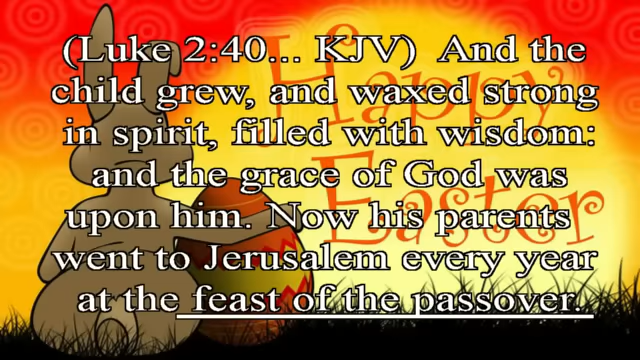 (Luke 2:40... KJV) And the
child grew, and waxed strong
in spirit, filled with wisdom:
and the grace of God was
upon him. Now his parents
went to Jerusalem every year
at the feast of the passover.
Happy
Easter